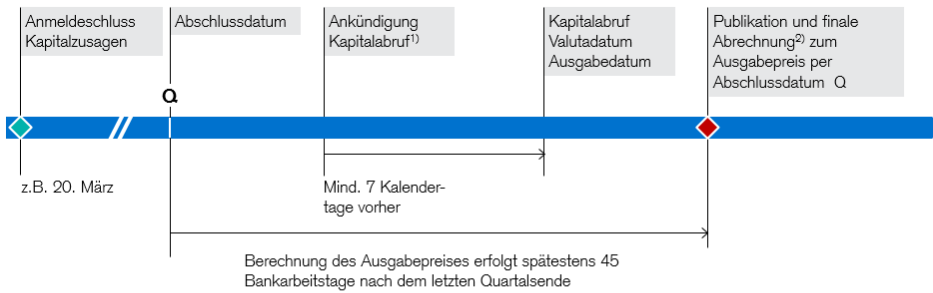 Anmeldeschluss
Kapitalzusagen
Abschlussdatum
Ankündigung
Kapitalabruf1)
Kapitalabruf
Valutadatum
Ausgabedatum
Publikation und finale
Abrechnung2) zum
Ausgabepreis per
Abschlussdatum Q
Q
z.B. 20. März
Mind. 7 Kalender-
tage vorher
Berechnung des Ausgabepreises erfolgt spätestens 45
Bankarbeitstage nach dem letzten Quartalsende